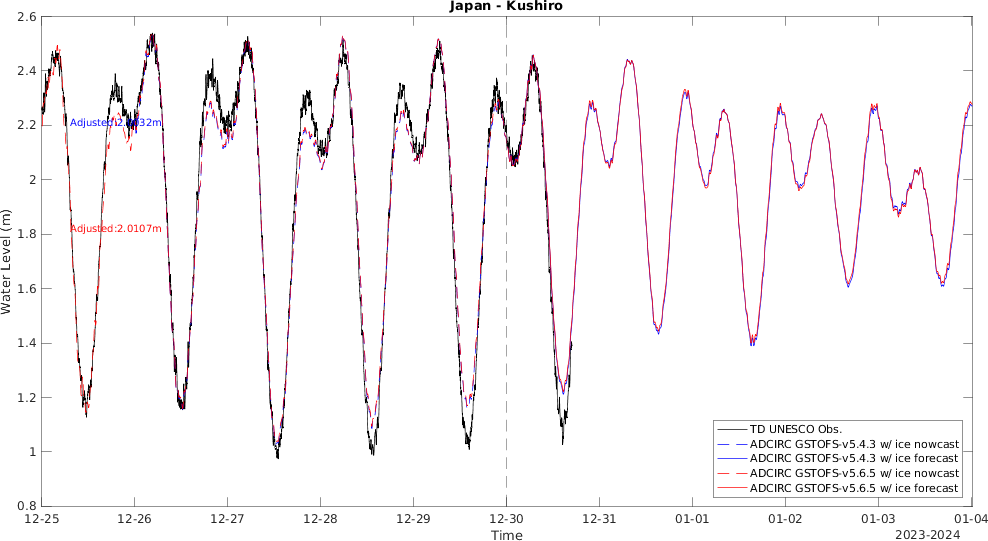 Japan - Kushiro
2.6
2.4
2.2
2
1.8
1.6
1.4
1.2
1
0.8
Water Level (m)
Adjusted:2.0107m
TD UNESCO Obs.
ADCIRC GSTOFS-v5.4.3 w/ ice nowcast
ADCIRC GSTOFS-v5.4.3 w/ ice forecast
ADCIRC GSTOFS-v5.6.5 w/ ice nowcast
ADCIRC GSTOFS-v5.6.5 w/ ice forecast
12-25 12-26 12-27 12-28 12-29 12-30 12-31 01-01 01-02 01-03 01-04
Time
2023-2024